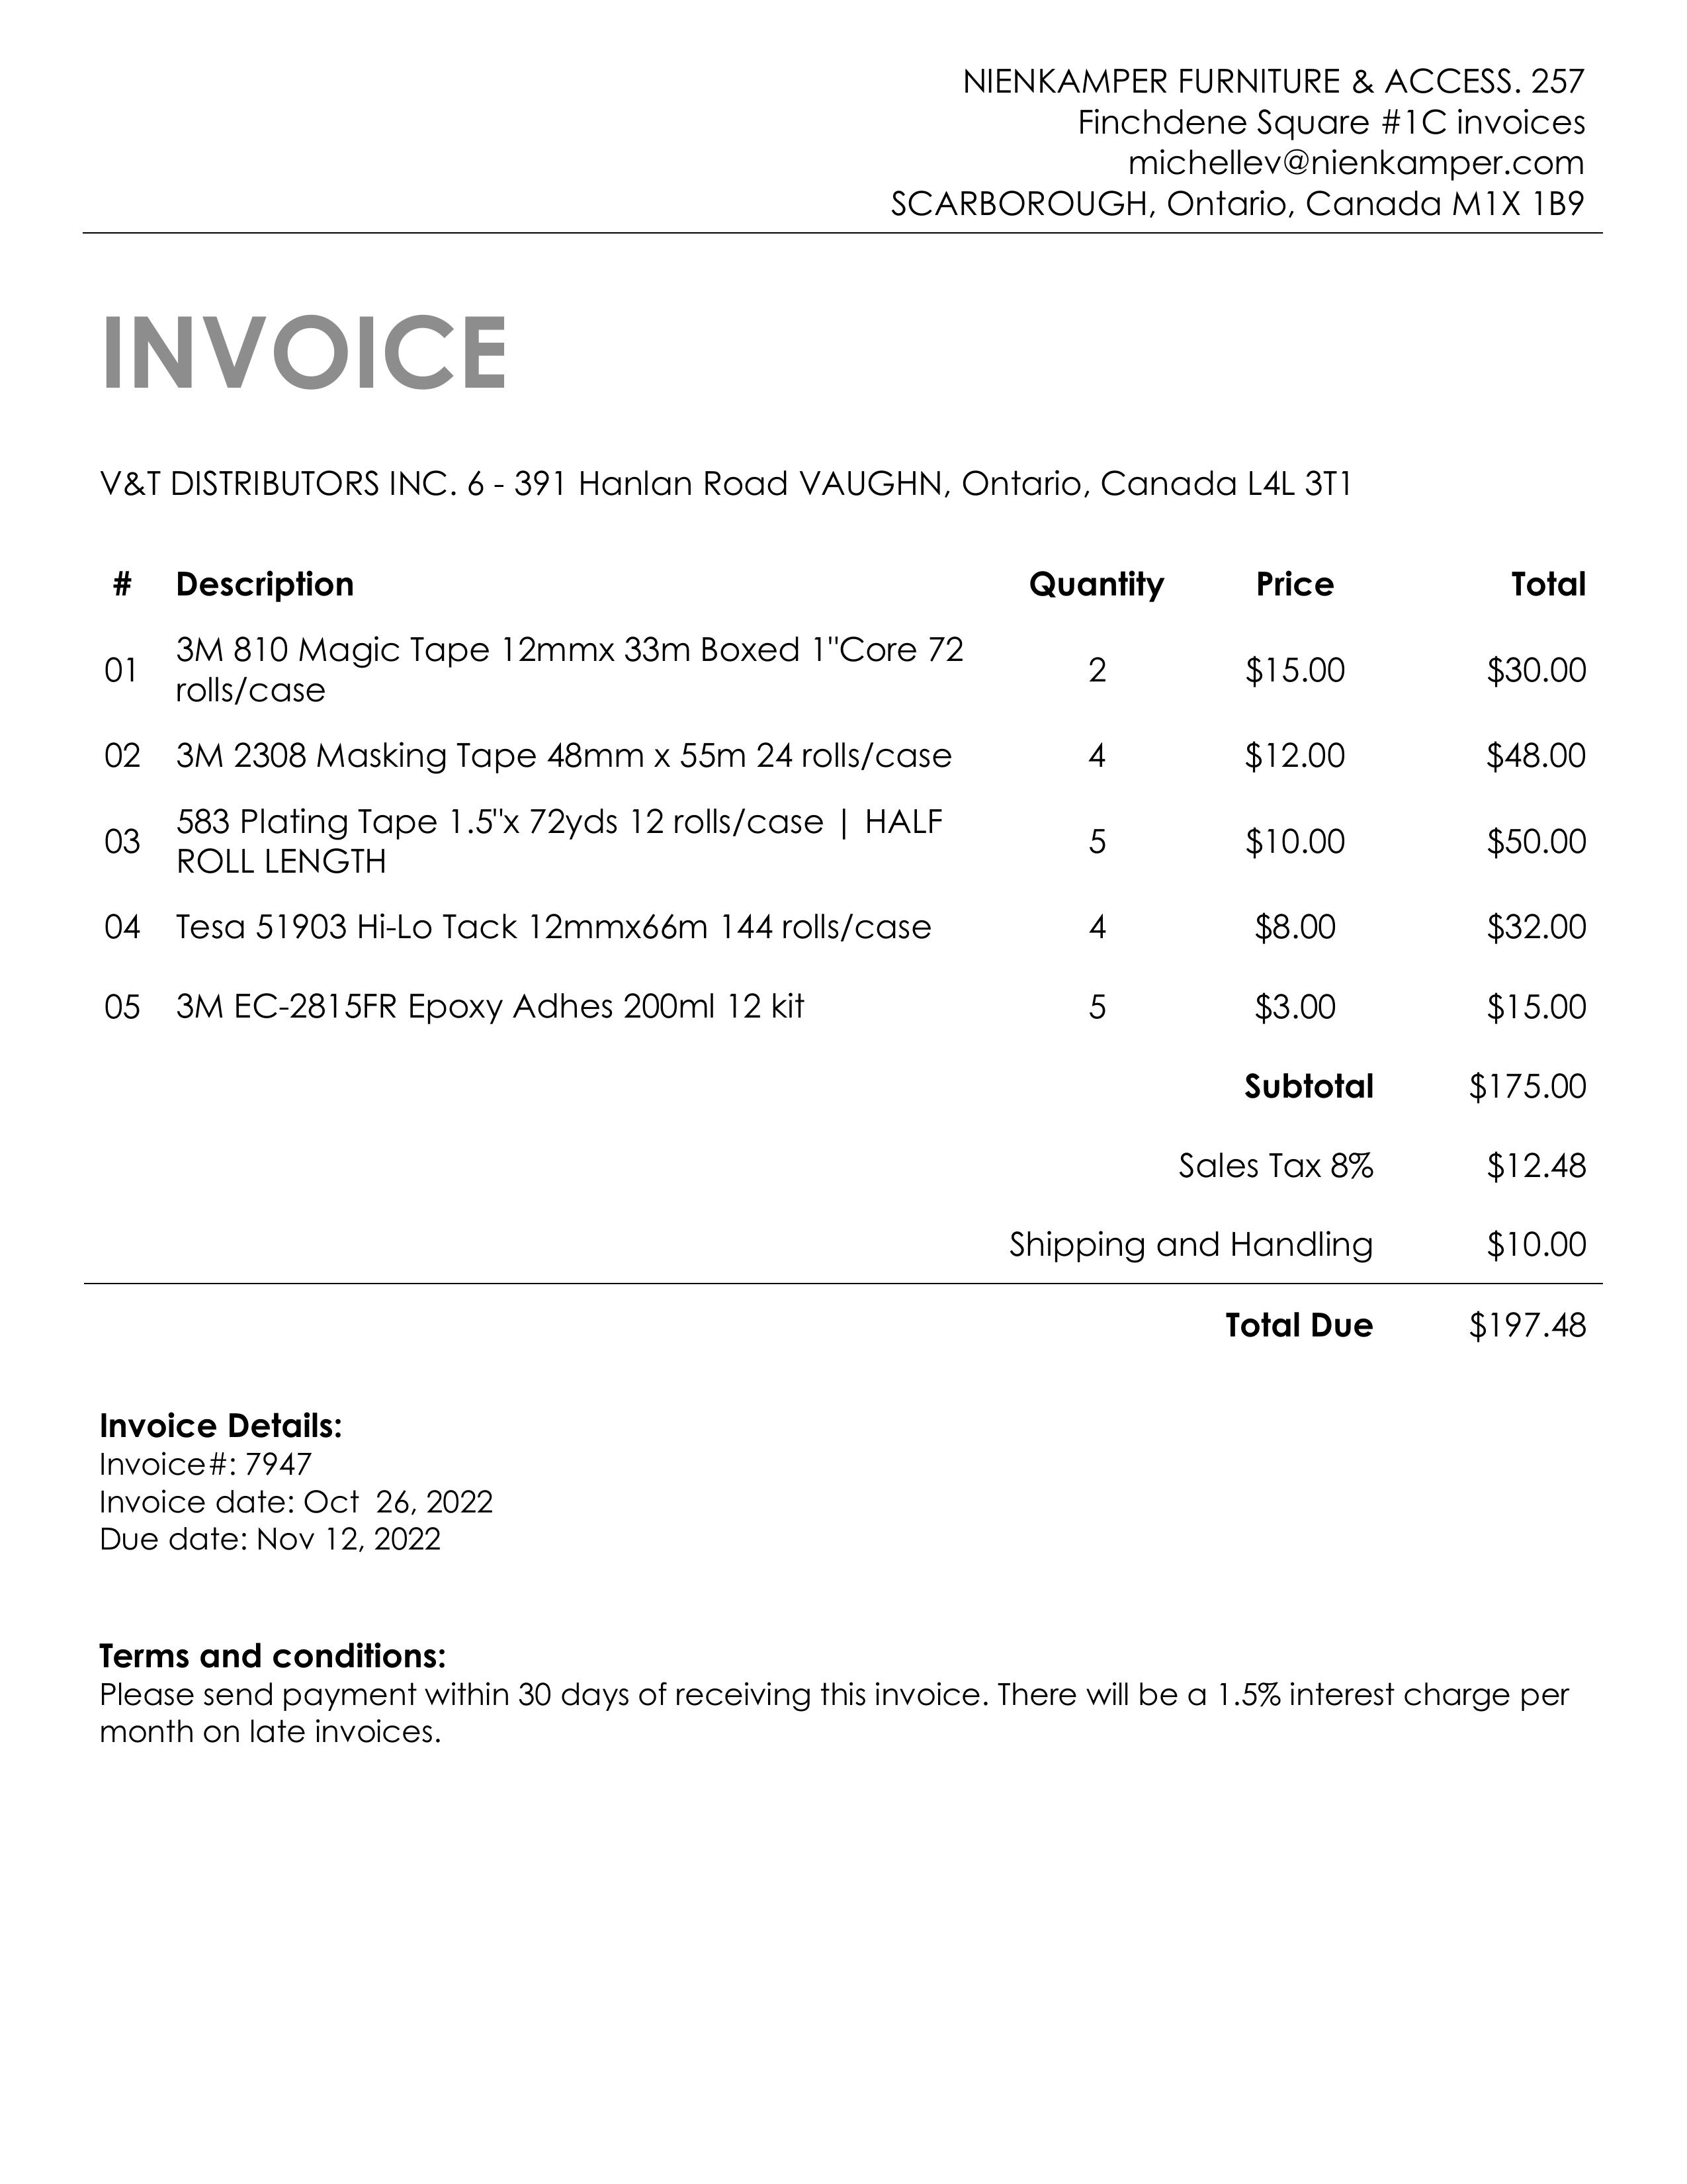 NIENKAMPER FURNITURE & ACCESS. 257
Finchdene Square #1C invoices
michellev@nienkamper.com
SCARBOROUGH, Ontario, Canada M1X 1B9
INVOICE
V&T DISTRIBUTORS INC. 6 - 391 Hanlan Road VAUGHN, Ontario, Canada L4L 3T1
# Description Quantity Price Total
01 3M 810 Magic Tape 12mmx 33m Boxed 1"Core 72
rolls/case 2 $15.00 $30.00
02 3M 2308 Masking Tape 48mm x 55m 24 rolls/case 4 $12.00 $48.00
03 583 Plating Tape 1.5"x 72yds 12 rolls/case | HALF
ROLL LENGTH 5 $10.00 $50.00
04 Tesa 51903 Hi-Lo Tack 12mmx66m 144 rolls/case 4 $8.00 $32.00
05 3M EC-2815FR Epoxy Adhes 200ml 12 kit 5 $3.00 $15.00
Subtotal $175.00
Sales Tax 8% $12.48
Shipping and Handling $10.00
Total Due $197.48
Invoice Details:
Invoice#: 7947
Invoice date: Oct  26, 2022
Due date: Nov 12, 2022
Terms and conditions:
Please send payment within 30 days of receiving this invoice. There will be a 1.5% interest charge per
month on late invoices.